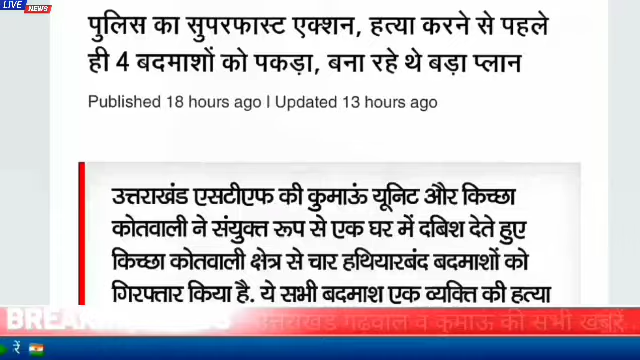 LIVE
NEWS
पुलिस का सुपरफास्ट एक्शन, हत्या करने से पहले
ही 4 बदमाशों को पकड़ा, बना रहे थे बड़ा प्लान
Published 18 hours ago | Updated 13 hours ago
उत्तराखंड एसटीएफ की कुमाऊं यूनिट और किच्छा
कोतवाली ने संयुक्त रूप से एक घर में दबिश देते हुए
किच्छा कोतवाली क्षेत्र से चार हथियारबंद बदमाशों को
गिरफ्तार किया है. ये सभी बदमाश एक व्यक्ति की हत्या
उत्तराखंड गढवाल व कुमाऊ की सभी खबरें
रें